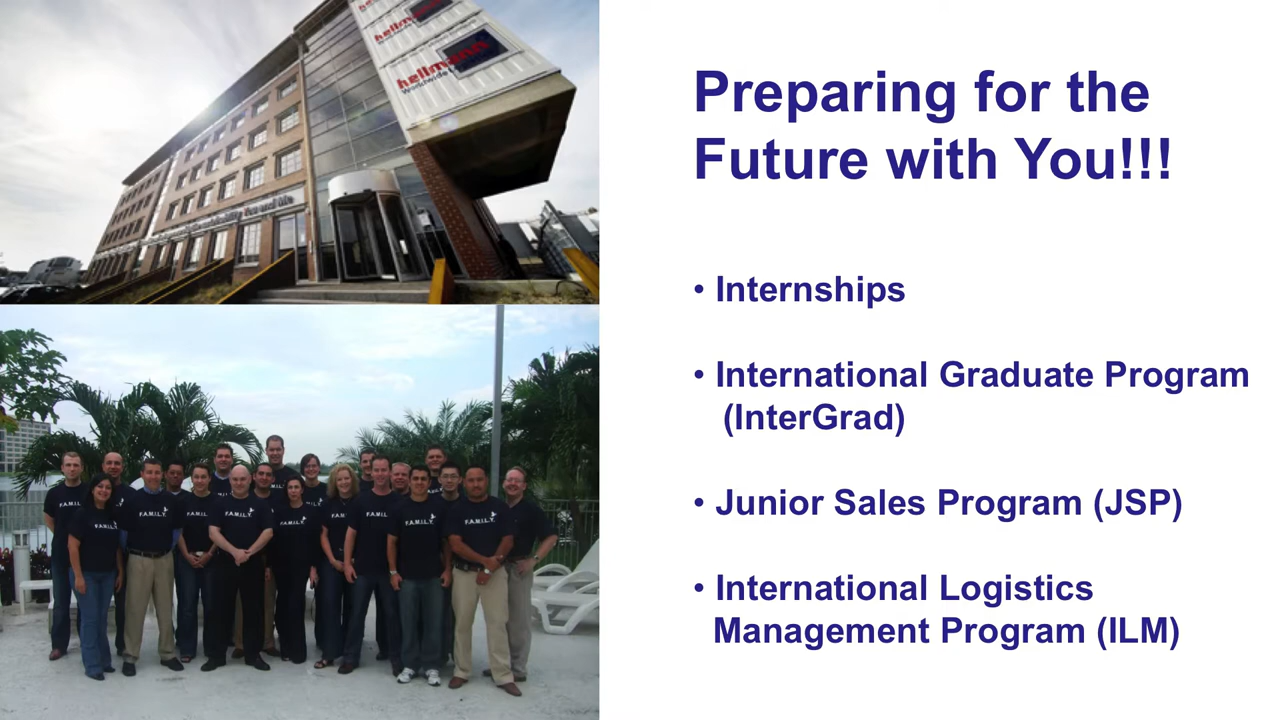 hellmann
Worldwide
Preparing for the
Future with You!!!
• Internships
• International Graduate Program
(InterGrad)
• Junior Sales Program (JSP)
• International Logistics
Management Program (ILM)
F.A.M.I.L.Y.
F.A.M.I.L.Y.
F.A.M.I.L.Y.
F.A.M.I.L.Y.
F.A.M.I.L.Y.